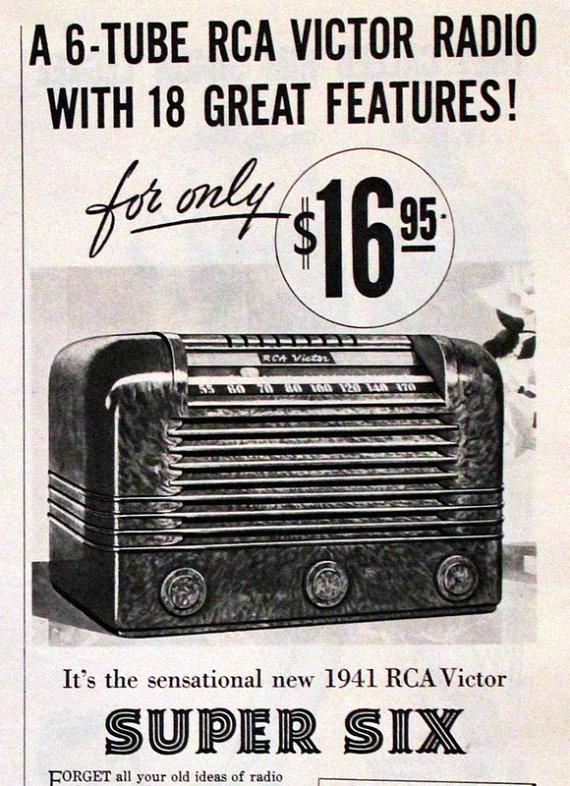 A 6-TUBE RCA VICTOR RADIO
WITH 18 GREAT FEATURES!
for only $16.95*
RCA Victor
55 60 70 80 100 120 140 170
It's the sensational new 1941 RCA Victor
SUPER SIX
FORGET all your old ideas of radio